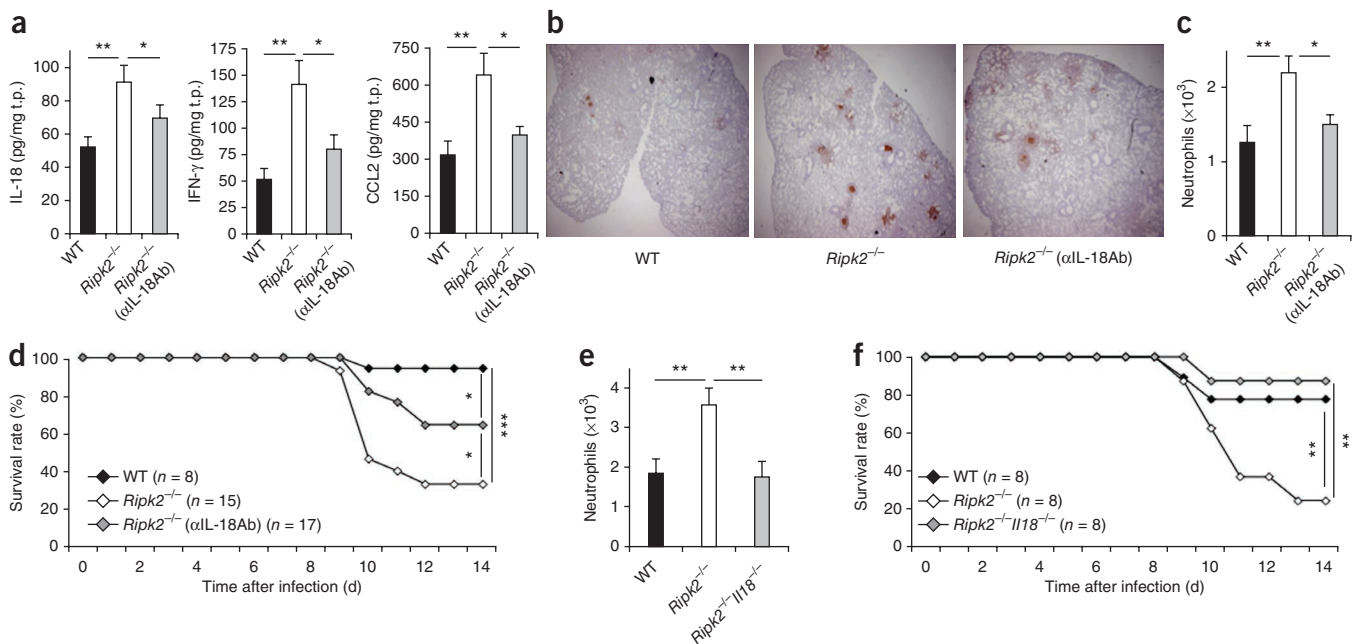 a
** *
IL-18 (pg/mg t.p.)
100
80
60
40
20
0
WT
Ripk2–/–
Ripk2–/–
(αIL-18Ab)
** *
IFN-γ (pg/mg t.p.)
175
150
125
100
75
50
25
0
WT
Ripk2–/–
Ripk2–/–
(αIL-18Ab)
** *
CCL2 (pg/mg t.p.)
750
600
450
300
150
0
WT
Ripk2–/–
Ripk2–/–
(αIL-18Ab)
b
WT
Ripk2–/–
Ripk2–/– (αIL-18Ab)
c
** *
Neutrophils (×10³)
2
1
0
WT
Ripk2–/–
Ripk2–/–
(αIL-18Ab)
d
Survival rate (%)
100
80
60
40
20
0
*
*
***
WT (n = 8)
Ripk2–/– (n = 15)
Ripk2–/– (αIL-18Ab) (n = 17)
0 2 4 6 8 10 12 14
Time after infection (d)
e
** **
Neutrophils (×10³)
4
3
2
1
0
WT
Ripk2–/–
Ripk2–/–Il18–/–
f
Survival rate (%)
100
80
60
40
20
0
**
**
WT (n = 8)
Ripk2–/– (n = 8)
Ripk2–/–Il18–/– (n = 8)
0 2 4 6 8 10 12 14
Time after infection (d)